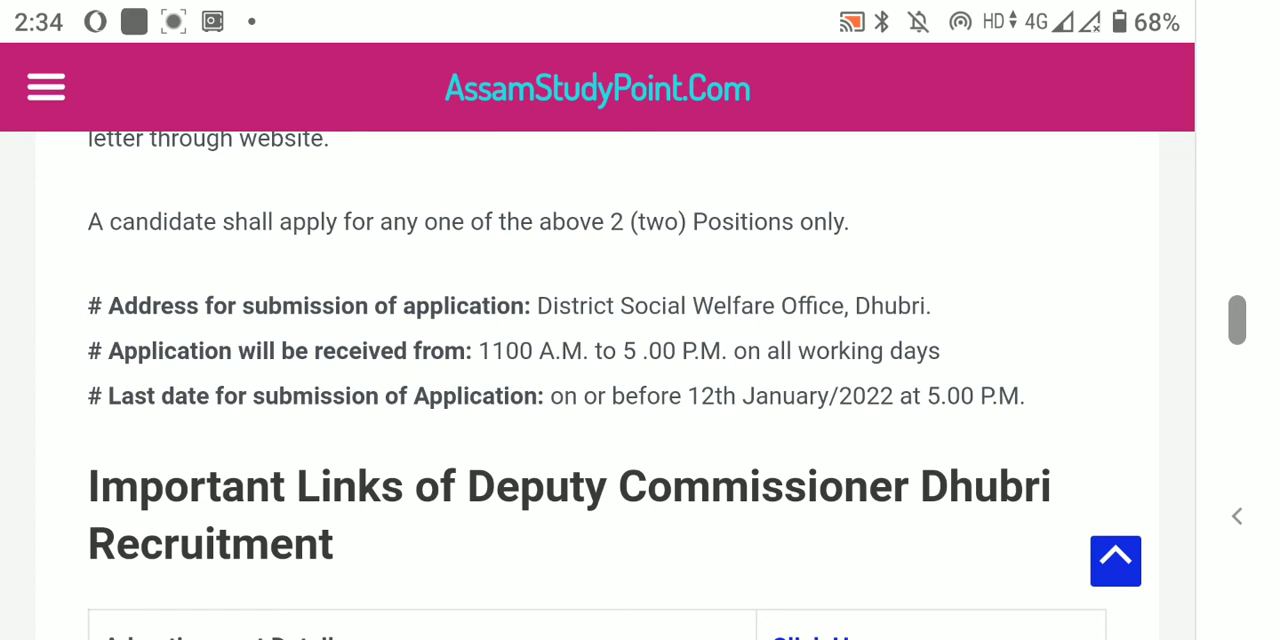 2:34 HD 4G 68%
AssamStudyPoint.Com
letter through website.
A candidate shall apply for any one of the above 2 (two) Positions only.
# Address for submission of application: District Social Welfare Office, Dhubri.
# Application will be received from: 1100 A.M. to 5 .00 P.M. on all working days
# Last date for submission of Application: on or before 12th January/2022 at 5.00 P.M.
Important Links of Deputy Commissioner Dhubri
Recruitment